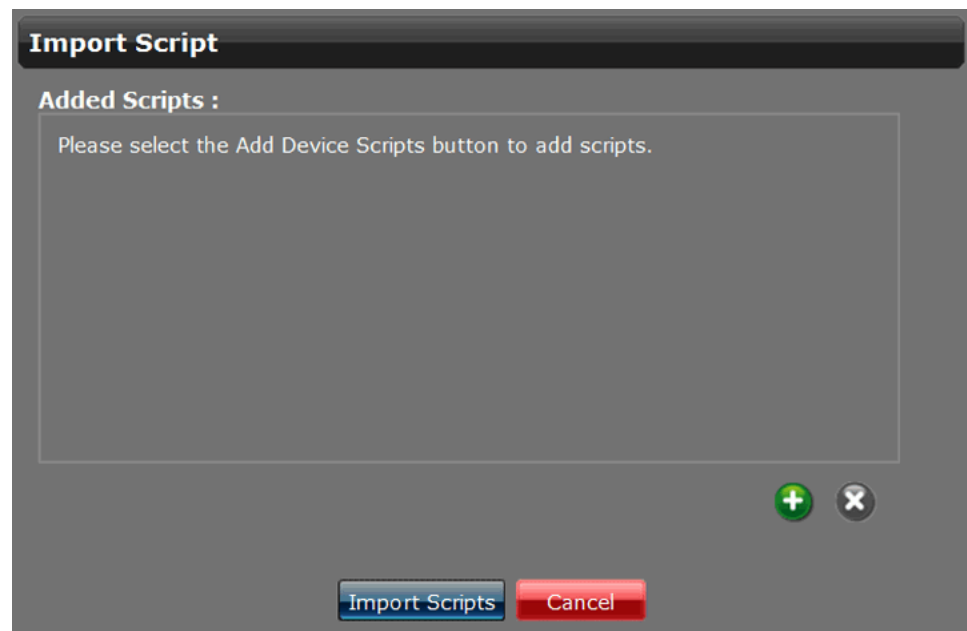 Import Script
Added Scripts :
Please select the Add Device Scripts button to add scripts.
Import Scripts
Cancel